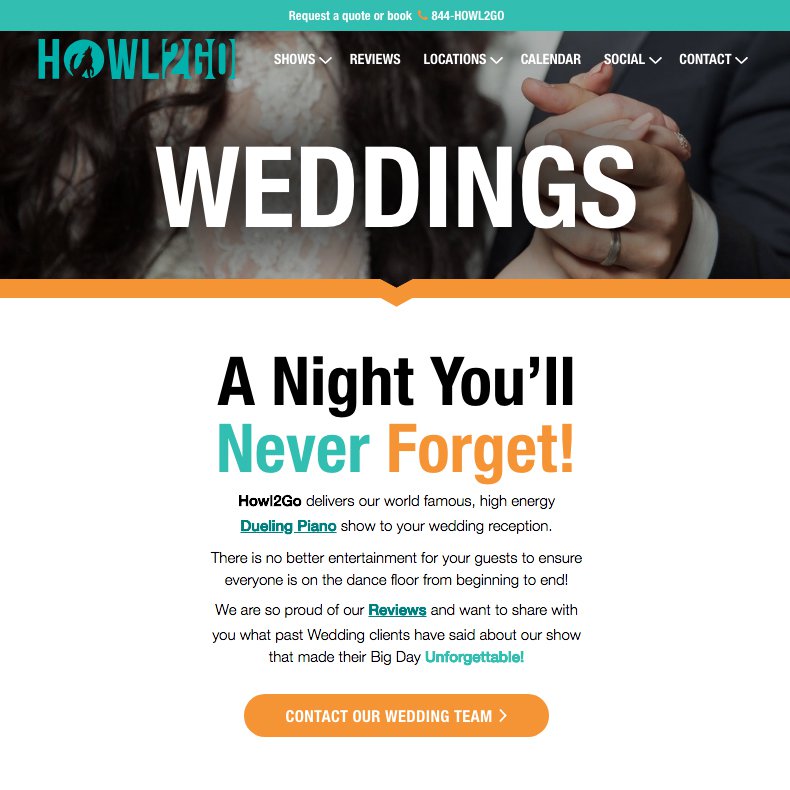 Request a quote or book 844-HOWL2GO
HOWL[2GO]
SHOWS REVIEWS LOCATIONS CALENDAR SOCIAL CONTACT
WEDDINGS
A Night You’ll
Never Forget!
Howl2Go delivers our world famous, high energy
Dueling Piano show to your wedding reception.
There is no better entertainment for your guests to ensure
everyone is on the dance floor from beginning to end!
We are so proud of our Reviews and want to share with
you what past Wedding clients have said about our show
that made their Big Day Unforgettable!
CONTACT OUR WEDDING TEAM >